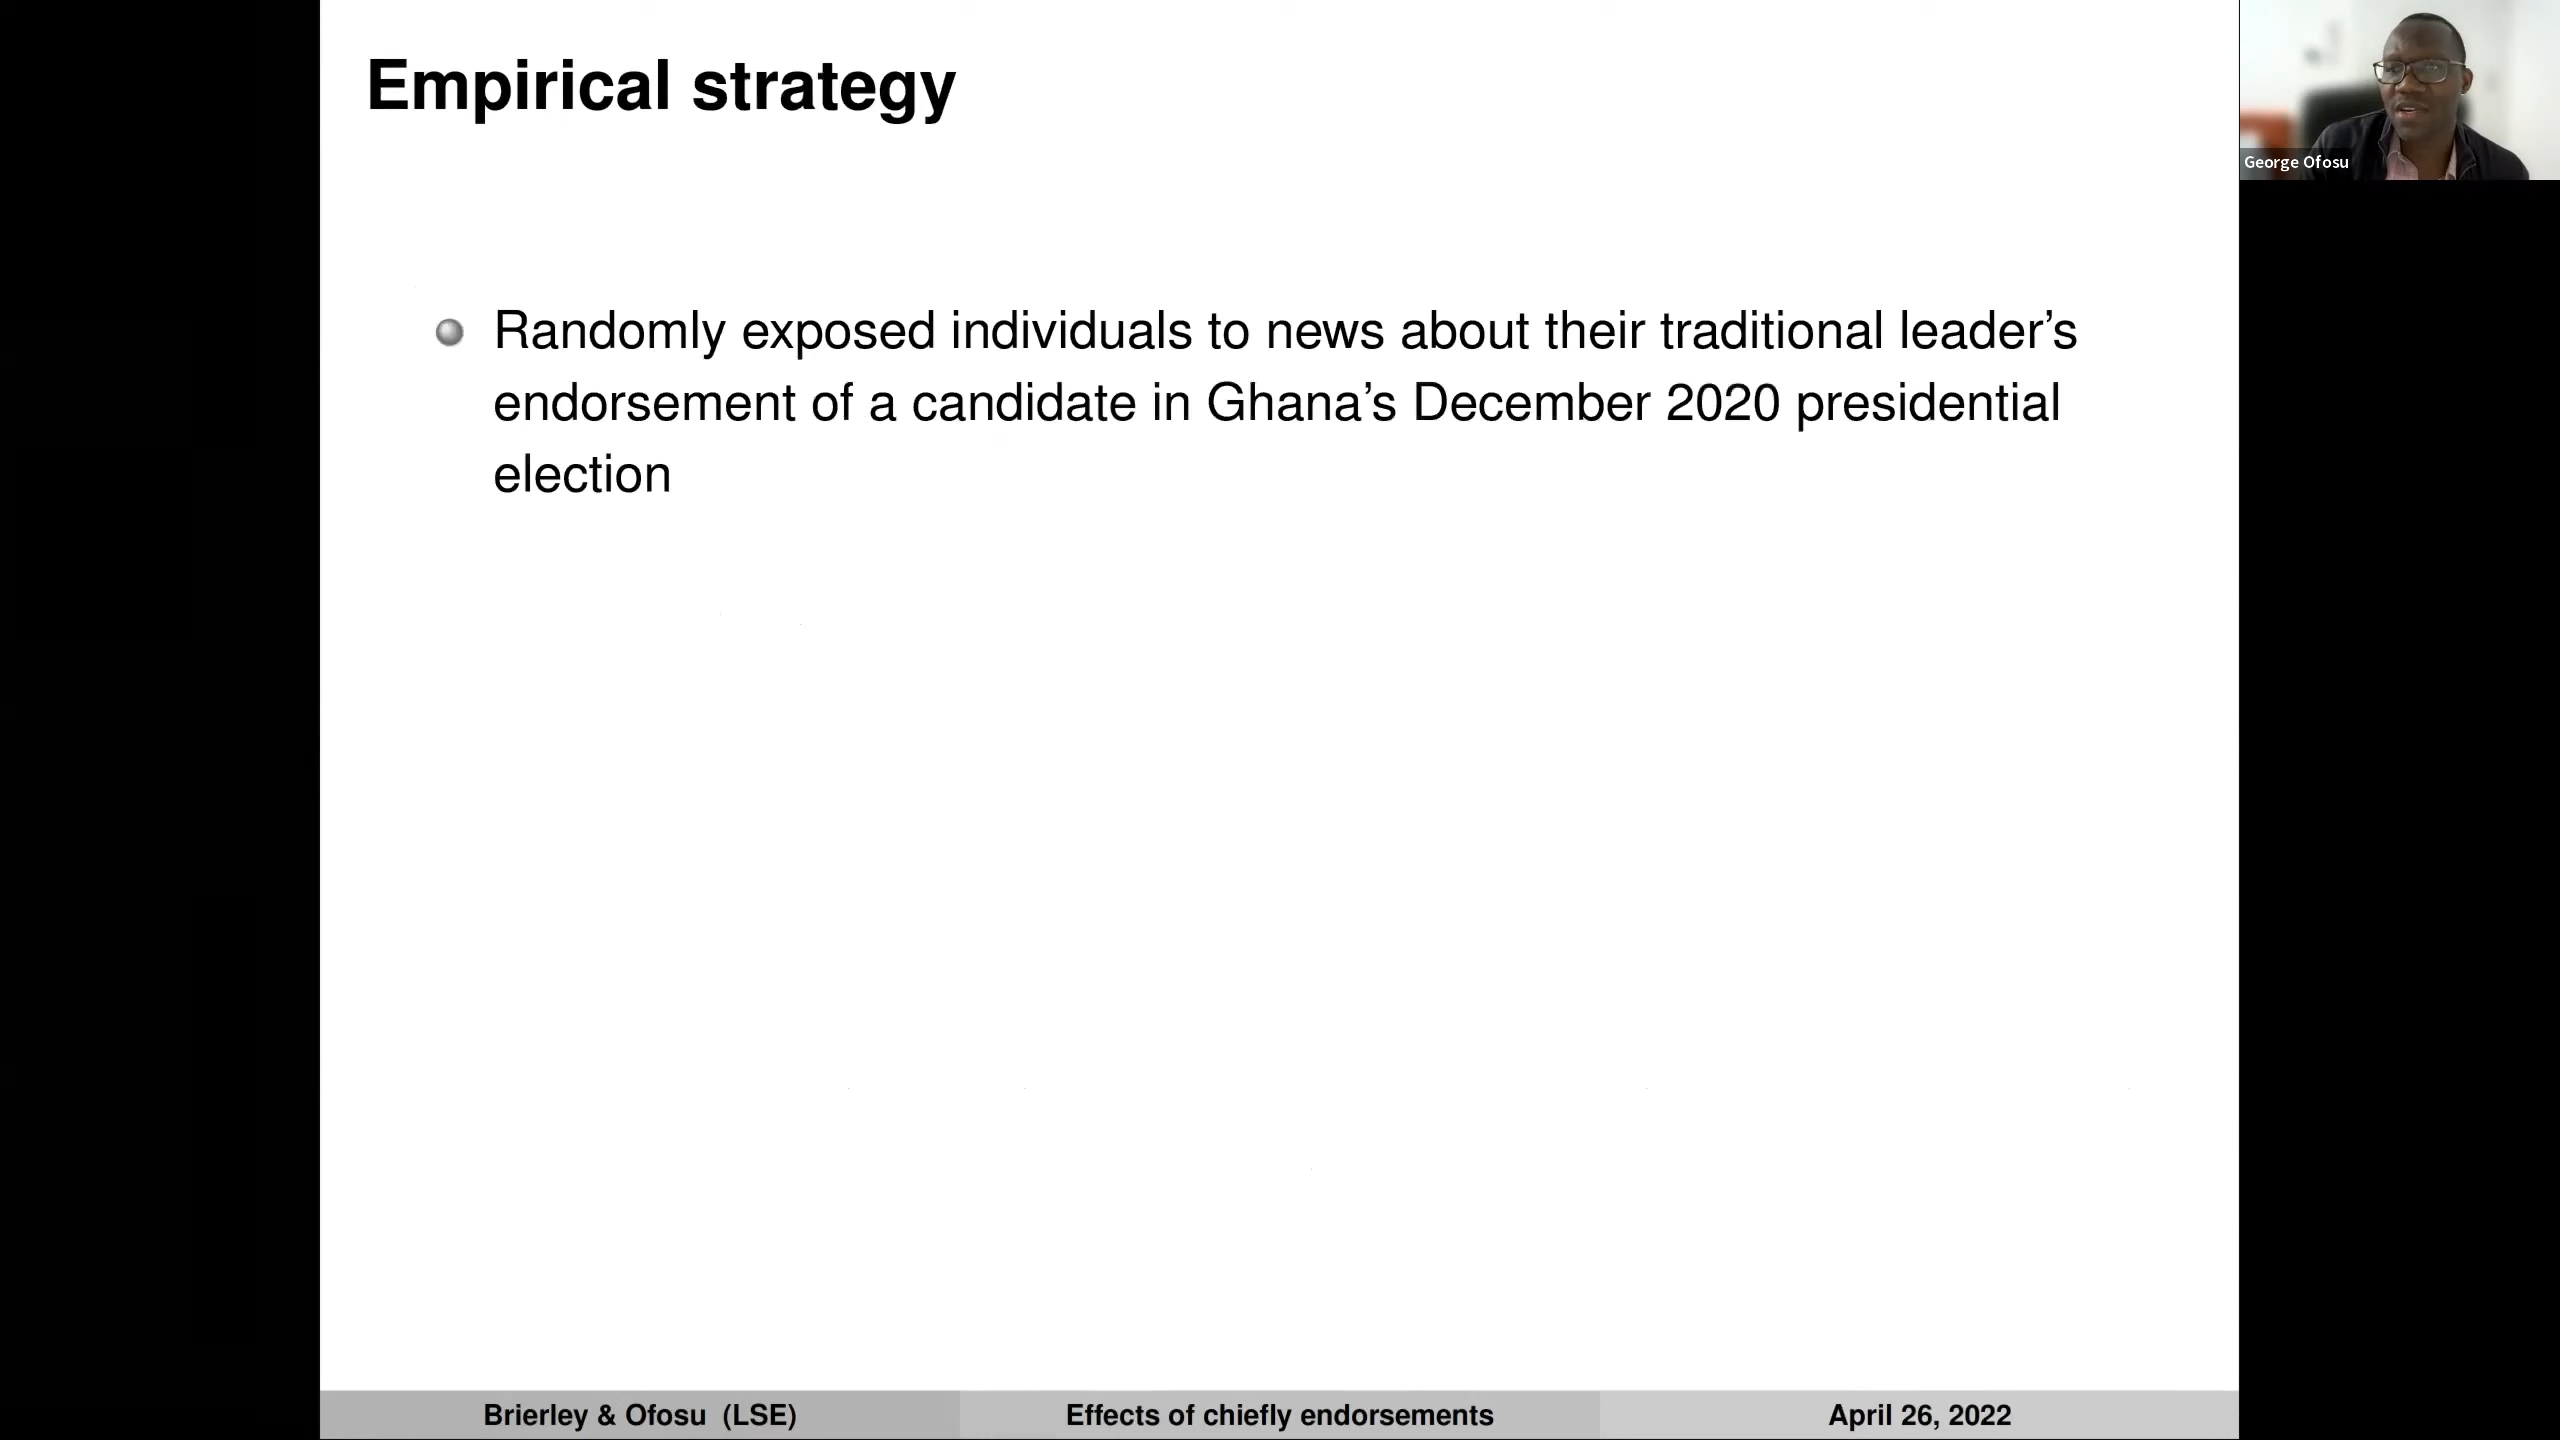 Empirical strategy
George Ofosu
Randomly exposed individuals to news about their traditional leader’s
endorsement of a candidate in Ghana’s December 2020 presidential
election
Brierley & Ofosu (LSE)
Effects of chiefly endorsements
April 26, 2022